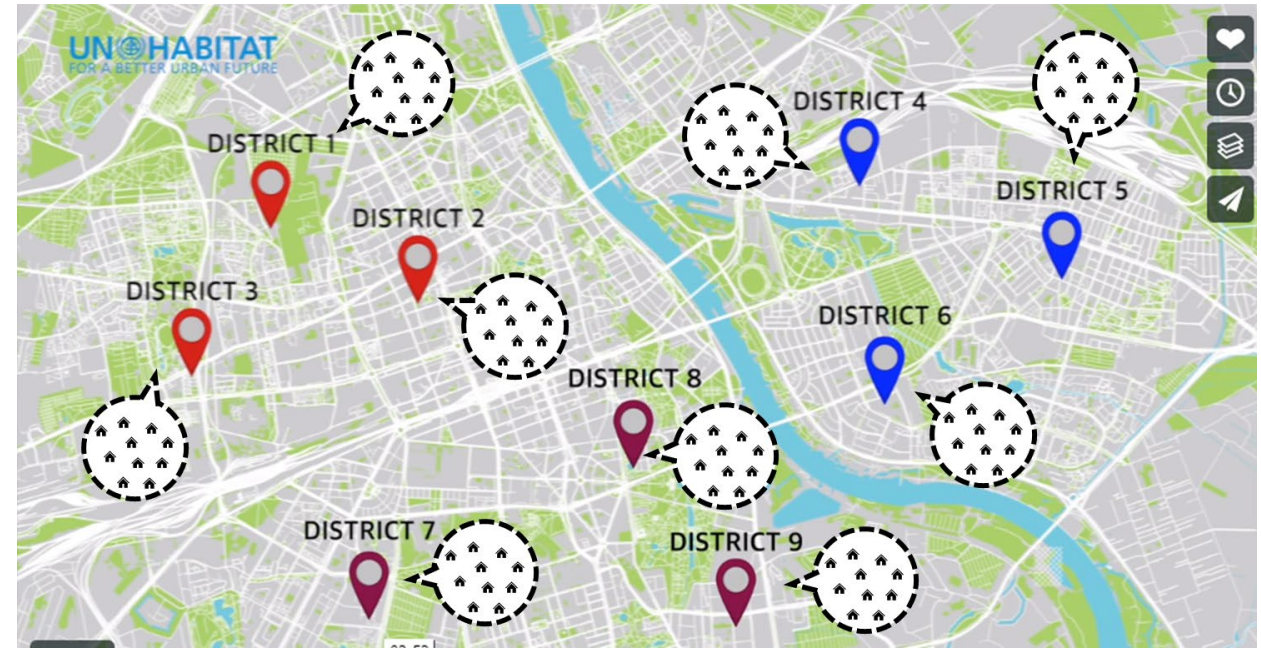 UN HABITAT
FOR A BETTER URBAN FUTURE
DISTRICT 1
DISTRICT 2
DISTRICT 3
DISTRICT 4
DISTRICT 5
DISTRICT 6
DISTRICT 8
DISTRICT 7
DISTRICT 9